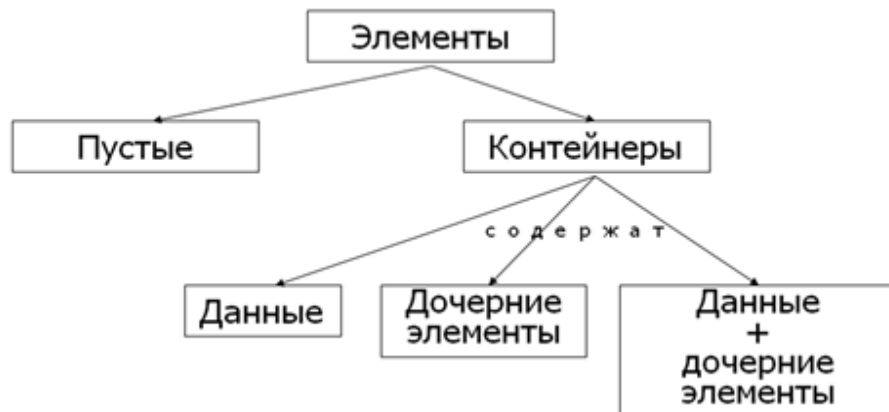 Элементы
Пустые
Контейнеры
содержат
Данные
Дочерние
элементы
Данные
+
дочерние
элементы